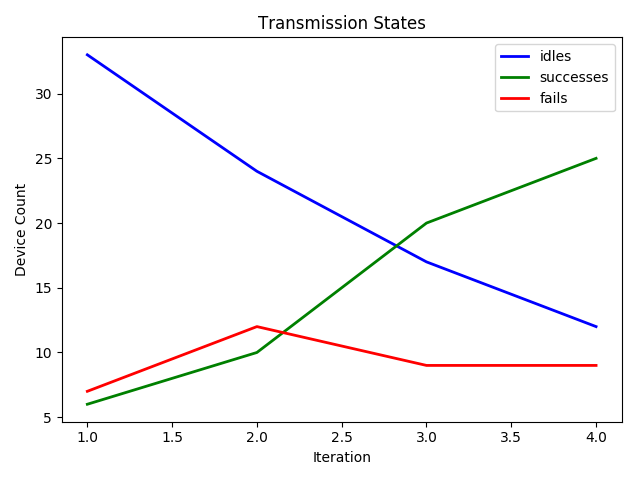 Transmission States
idles
successes
fails
30
25
20
15
10
5
Device Count
1.0 1.5 2.0 2.5 3.0 3.5 4.0
Iteration